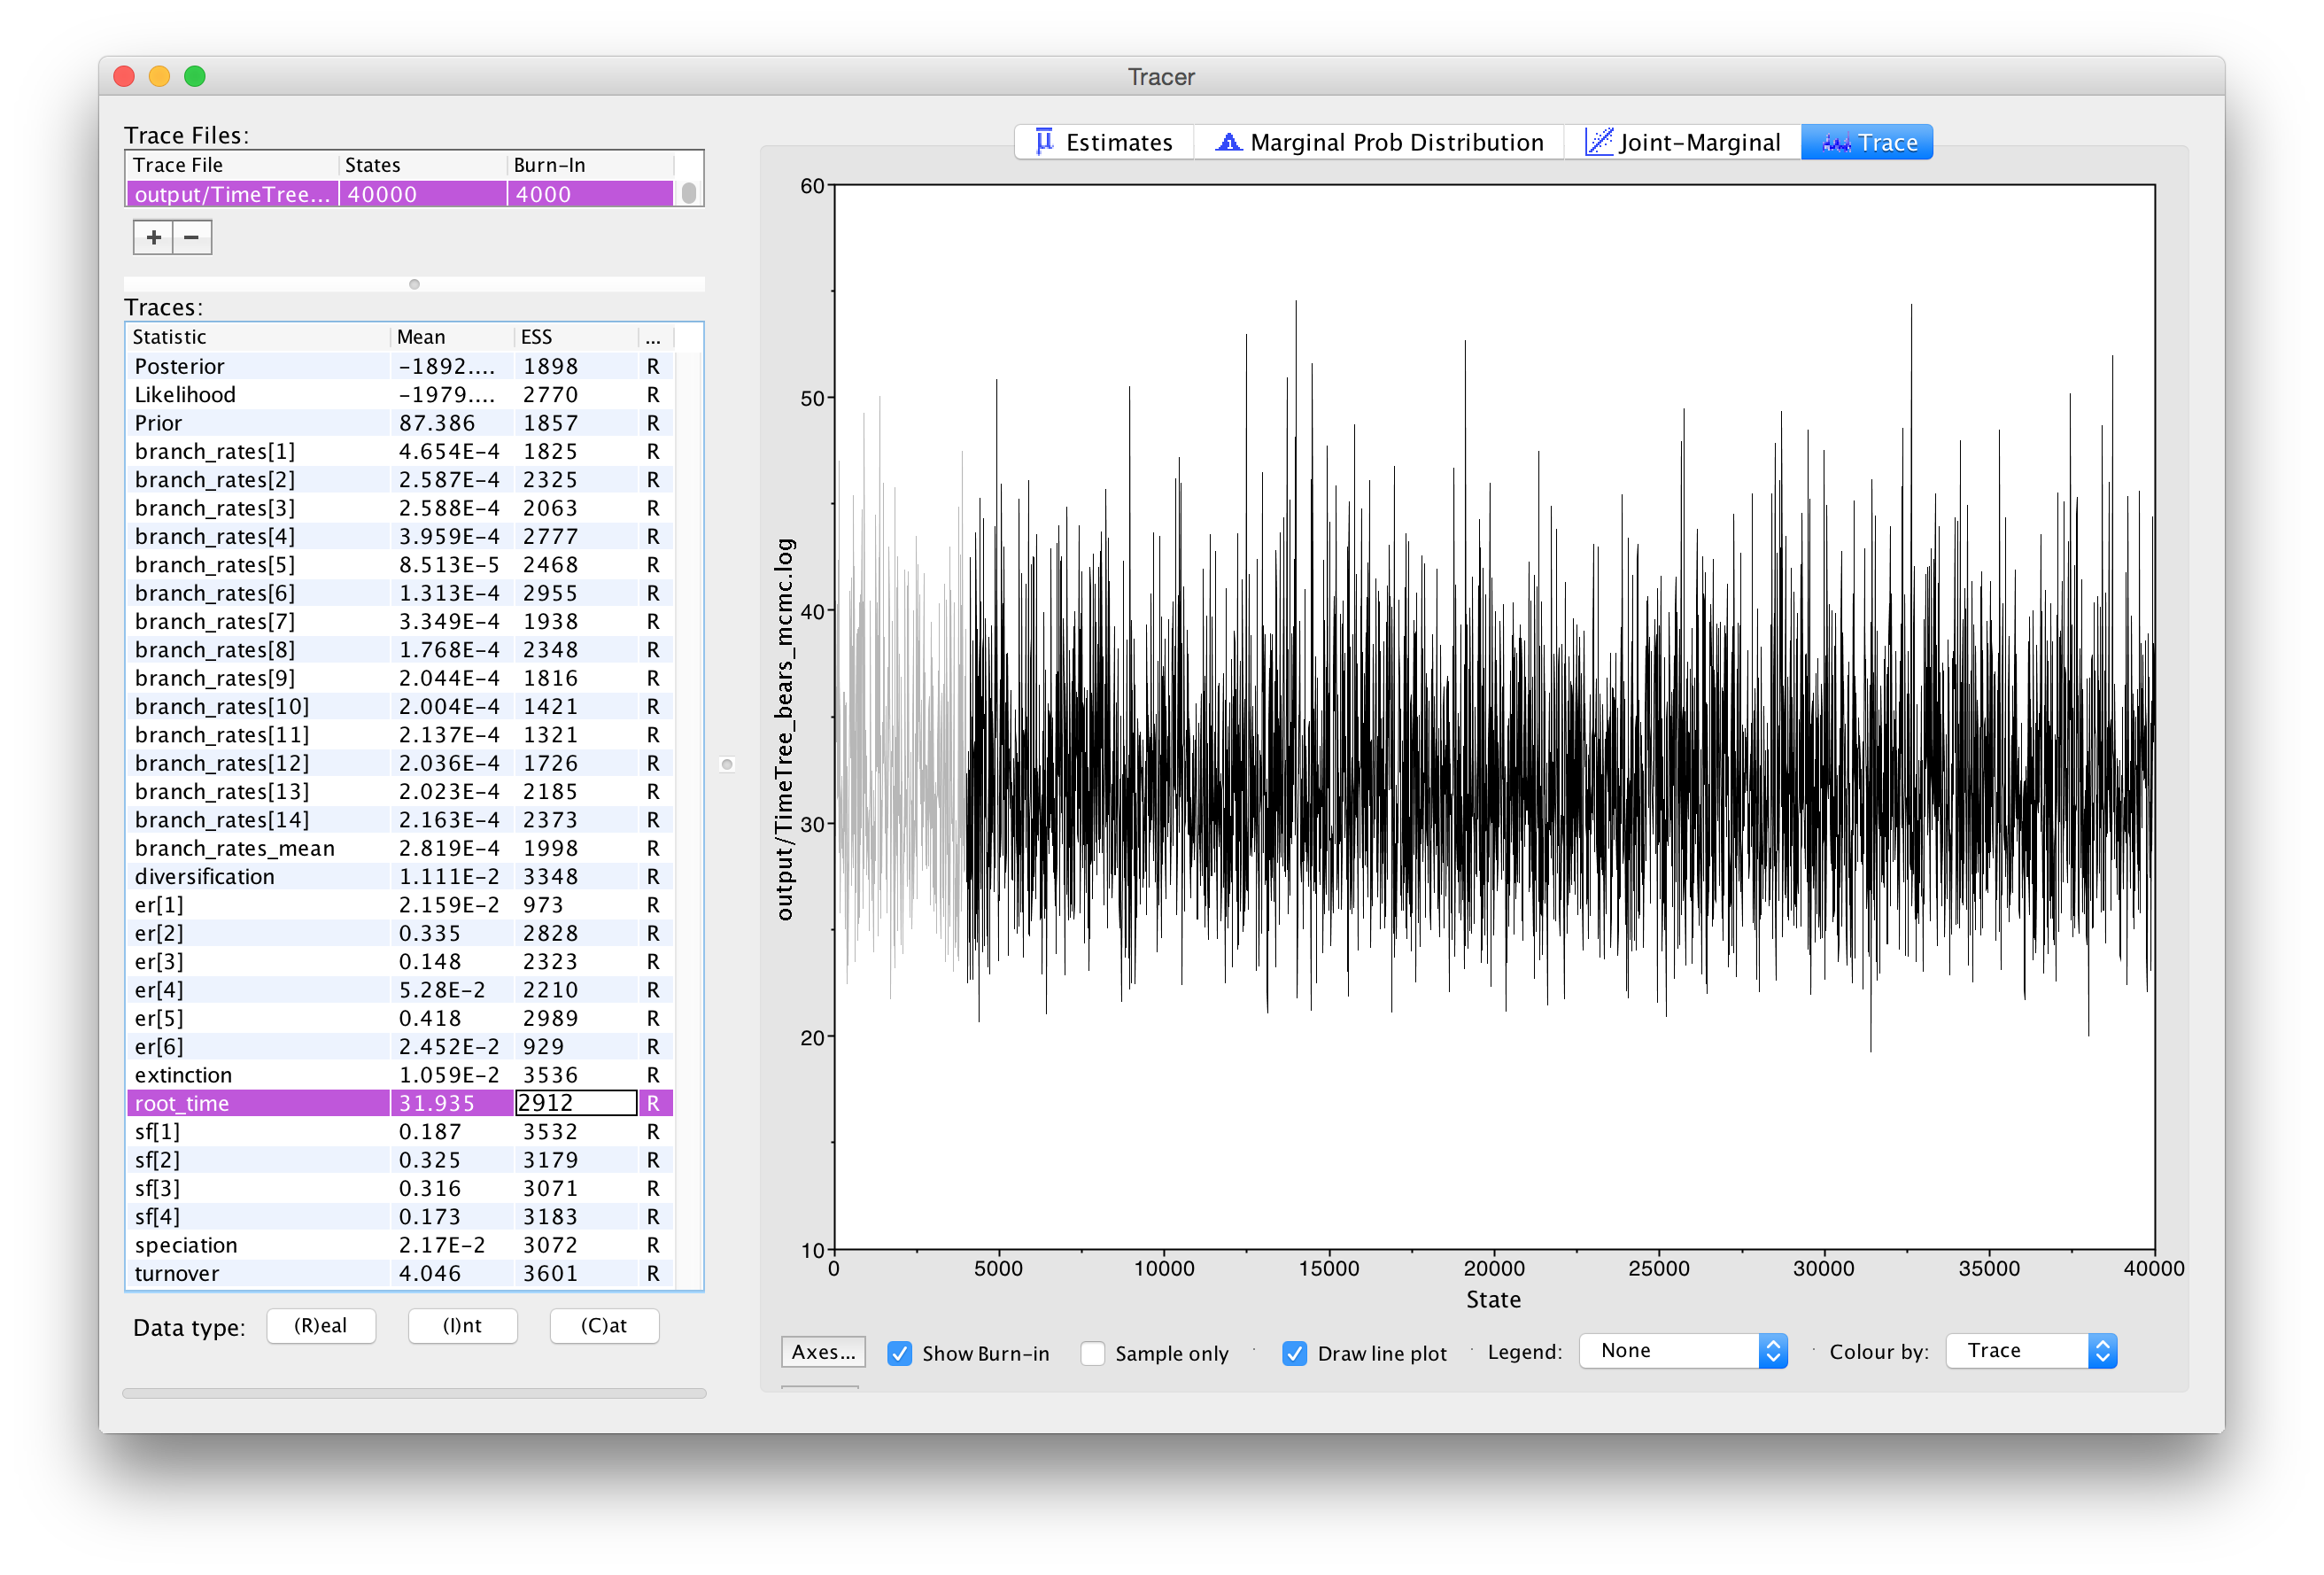 Tracer
Trace Files:
Trace File States Burn-In
output/TimeTree... 40000 4000
+ −
Traces:
Statistic Mean ESS ...
Posterior −1892.... 1898 R
Likelihood −1979.... 2770 R
Prior 87.386 1857 R
branch_rates[1] 4.654E−4 1825 R
branch_rates[2] 2.587E−4 2325 R
branch_rates[3] 2.588E−4 2063 R
branch_rates[4] 3.959E−4 2777 R
branch_rates[5] 8.513E−5 2468 R
branch_rates[6] 1.313E−4 2955 R
branch_rates[7] 3.349E−4 1938 R
branch_rates[8] 1.768E−4 2348 R
branch_rates[9] 2.044E−4 1816 R
branch_rates[10] 2.004E−4 1421 R
branch_rates[11] 2.137E−4 1321 R
branch_rates[12] 2.036E−4 1726 R
branch_rates[13] 2.023E−4 2185 R
branch_rates[14] 2.163E−4 2373 R
branch_rates_mean 2.819E−4 1998 R
diversification 1.111E−2 3348 R
er[1] 2.159E−2 973 R
er[2] 0.335 2828 R
er[3] 0.148 2323 R
er[4] 5.28E−2 2210 R
er[5] 0.418 2989 R
er[6] 2.452E−2 929 R
extinction 1.059E−2 3536 R
root_time 31.935 2912 R
sf[1] 0.187 3532 R
sf[2] 0.325 3179 R
sf[3] 0.316 3071 R
sf[4] 0.173 3183 R
speciation 2.17E−2 3072 R
turnover 4.046 3601 R
Data type: (R)eal (I)nt (C)at
Estimates Marginal Prob Distribution Joint-Marginal Trace
output/TimeTree_bears_mcmc.log
60
50
40
30
20
10
0 5000 10000 15000 20000 25000 30000 35000 40000
State
Axes... Show Burn-in Sample only Draw line plot Legend: None Colour by: Trace